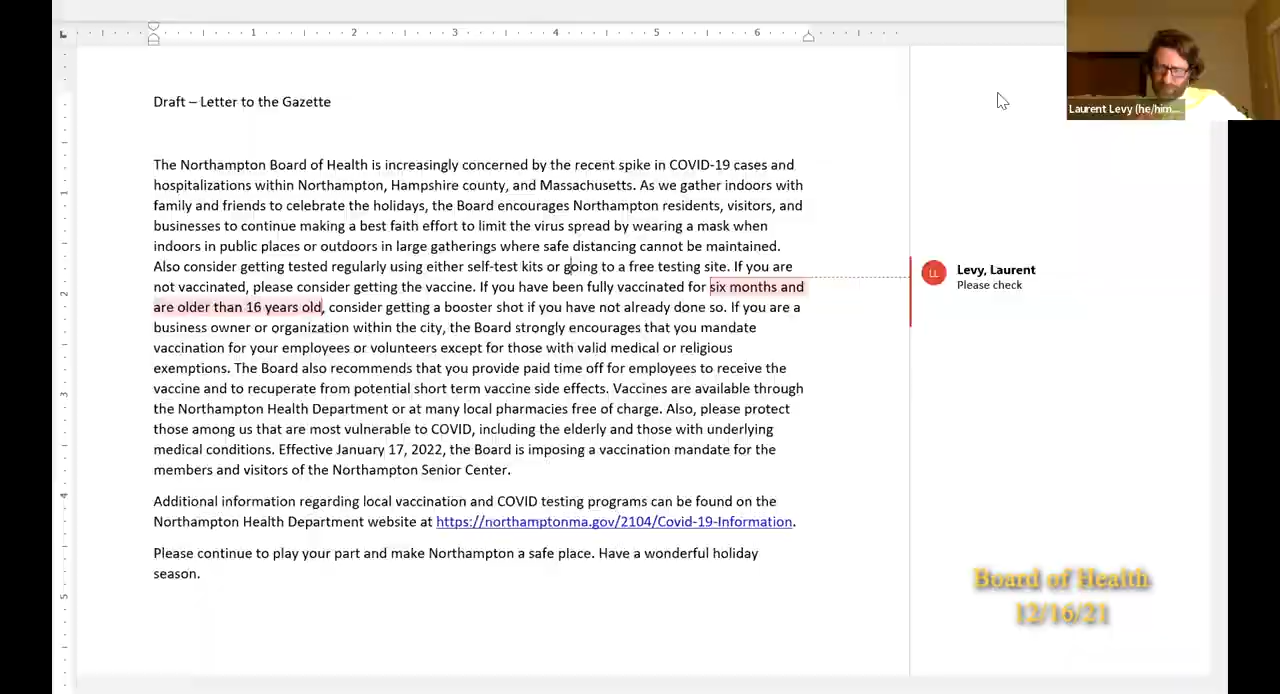 1 2 3 4 5 6
Laurent Levy (he/him...
Draft – Letter to the Gazette
The Northampton Board of Health is increasingly concerned by the recent spike in COVID-19 cases and
hospitalizations within Northampton, Hampshire county, and Massachusetts. As we gather indoors with
family and friends to celebrate the holidays, the Board encourages Northampton residents, visitors, and
businesses to continue making a best faith effort to limit the virus spread by wearing a mask when
indoors in public places or outdoors in large gatherings where safe distancing cannot be maintained.
Also consider getting tested regularly using either self-test kits or going to a free testing site. If you are
not vaccinated, please consider getting the vaccine. If you have been fully vaccinated for six months and
are older than 16 years old, consider getting a booster shot if you have not already done so. If you are a
business owner or organization within the city, the Board strongly encourages that you mandate
vaccination for your employees or volunteers except for those with valid medical or religious
exemptions. The Board also recommends that you provide paid time off for employees to receive the
vaccine and to recuperate from potential short term vaccine side effects. Vaccines are available through
the Northampton Health Department or at many local pharmacies free of charge. Also, please protect
those among us that are most vulnerable to COVID, including the elderly and those with underlying
medical conditions. Effective January 17, 2022, the Board is imposing a vaccination mandate for the
members and visitors of the Northampton Senior Center.
Additional information regarding local vaccination and COVID testing programs can be found on the
Northampton Health Department website at https://northamptonma.gov/2104/Covid-19-Information.
Please continue to play your part and make Northampton a safe place. Have a wonderful holiday
season.
LL
Levy, Laurent
Please check
Board of Health
12/16/21
1
2
3
4
5